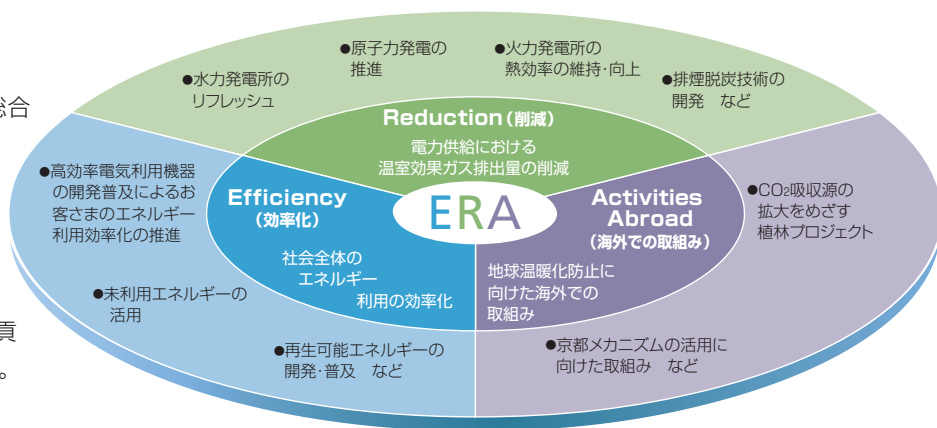 総合
貢
。
●水力発電所の
リフレッシュ
●原子力発電の
推進
●火力発電所の
熱効率の維持・向上
●排煙脱炭技術の
開発 など
Reduction(削減)
電力供給における
温室効果ガス排出量の削減
●高効率電気利用機器
の開発普及によるお
客さまのエネルギー
利用効率化の推進
Efficiency
(効率化)
社会全体の
エネルギー
利用の効率化
ERA
Activities
Abroad
(海外での取組み)
地球温暖化防止に
向けた海外での
取組み
●CO2吸収源の
拡大をめざす
植林プロジェクト
●未利用エネルギーの
活用
●再生可能エネルギーの
開発・普及 など
●京都メカニズムの活用に
向けた取組み など